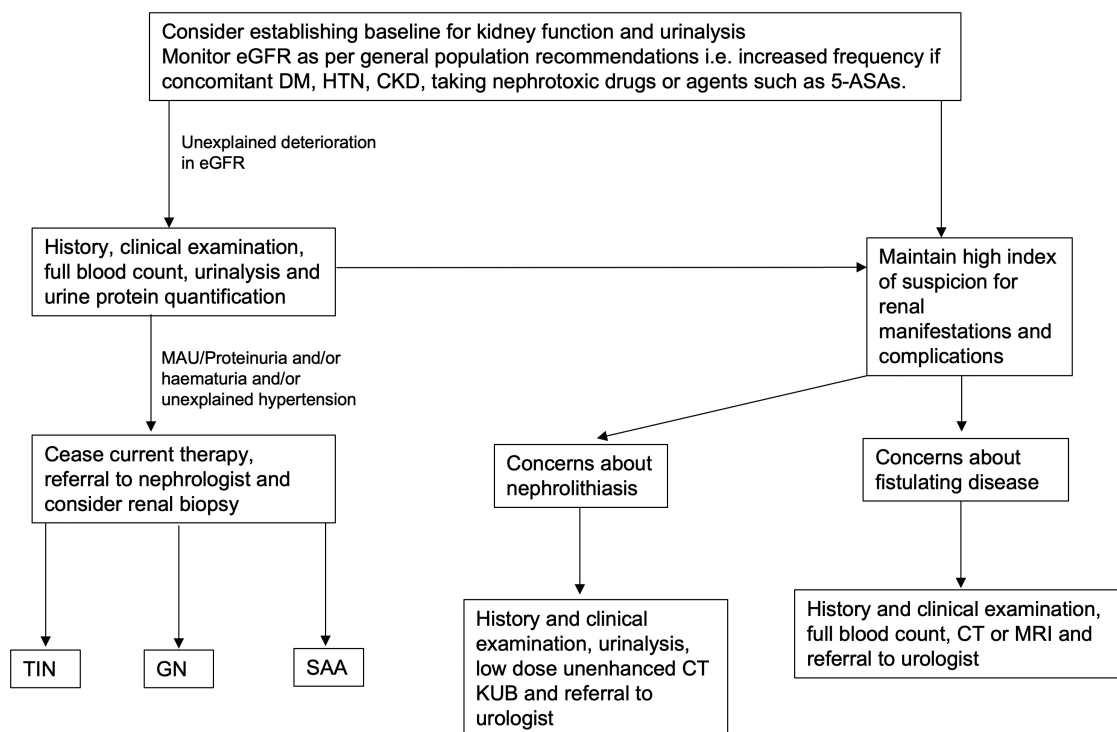 Consider establishing baseline for kidney function and urinalysis
Monitor eGFR as per general population recommendations i.e. increased frequency if
concomitant DM, HTN, CKD, taking nephrotoxic drugs or agents such as 5-ASAs.
Unexplained deterioration
in eGFR
History, clinical examination,
full blood count, urinalysis and
urine protein quantification
Maintain high index
of suspicion for
renal
manifestations and
complications
MAU/Proteinuria and/or
haematuria and/or
unexplained hypertension
Cease current therapy,
referral to nephrologist and
consider renal biopsy
Concerns about
nephrolithiasis
Concerns about
fistulating disease
TIN
GN
SAA
History and clinical
examination, urinalysis,
low dose unenhanced CT
KUB and referral to
urologist
History and clinical examination,
full blood count, CT or MRI and
referral to urologist